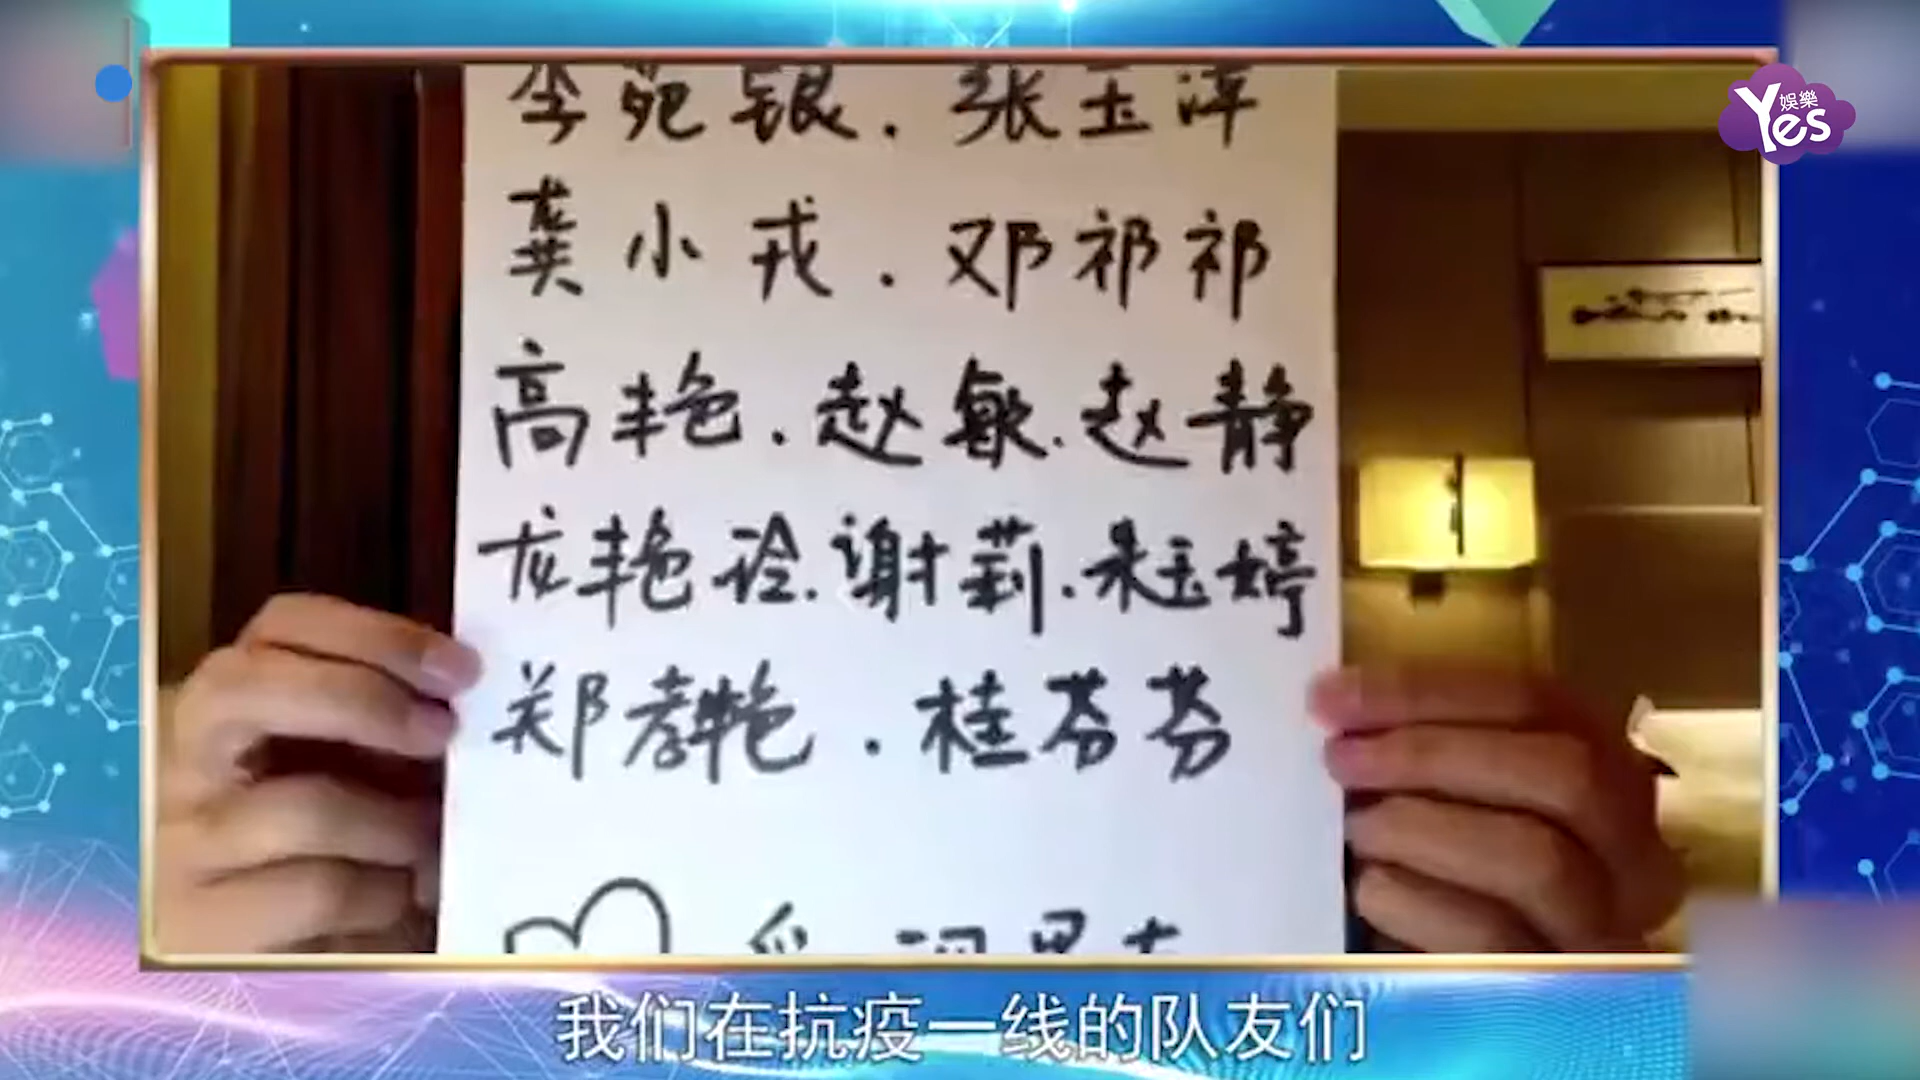 李苑银.张玉萍
娱樂
Yes
龚小戎.邓祁祁
高艳.赵敏.赵静
龙艳玲.谢莉.朱玉婷
郑孝艳.桂芬芬
我们在抗疫一线的队友们